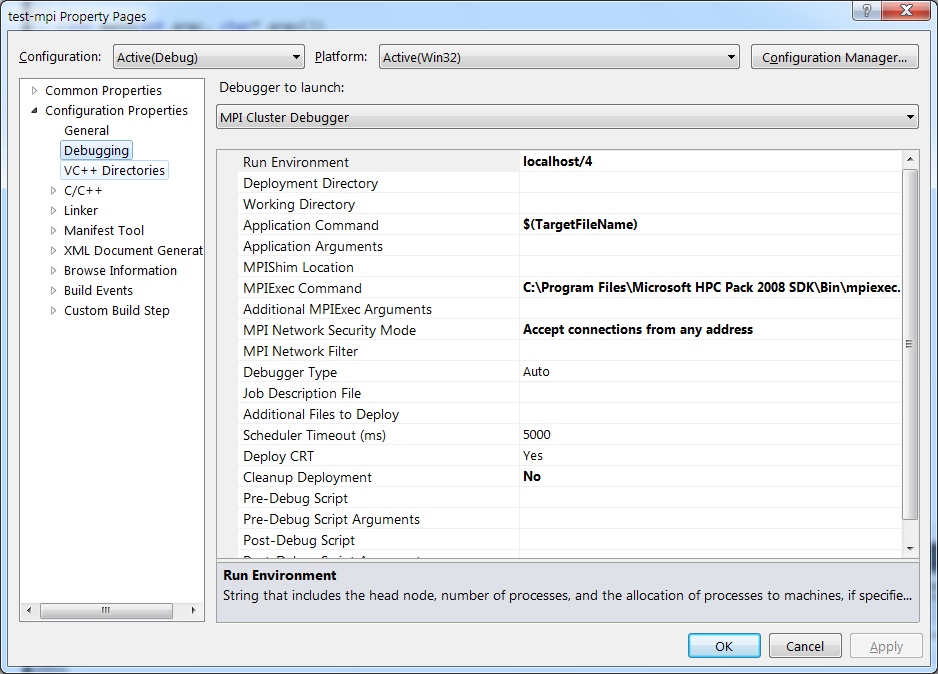 test-mpi Property Pages
Configuration: Active(Debug) Platform: Active(Win32) Configuration Manager...
Common Properties
Configuration Properties
General
Debugging
VC++ Directories
C/C++
Linker
Manifest Tool
XML Document Generat
Browse Information
Build Events
Custom Build Step
Debugger to launch:
MPI Cluster Debugger
Run Environment localhost/4
Deployment Directory
Working Directory
Application Command $(TargetFileName)
Application Arguments
MPIShim Location
MPIExec Command C:\Program Files\Microsoft HPC Pack 2008 SDK\Bin\mpiexec.
Additional MPIExec Arguments
MPI Network Security Mode Accept connections from any address
MPI Network Filter
Debugger Type Auto
Job Description File
Additional Files to Deploy
Scheduler Timeout (ms) 5000
Deploy CRT Yes
Cleanup Deployment No
Pre-Debug Script
Pre-Debug Script Arguments
Post-Debug Script
Run Environment
String that includes the head node, number of processes, and the allocation of processes to machines, if specifie...
OK Cancel Apply